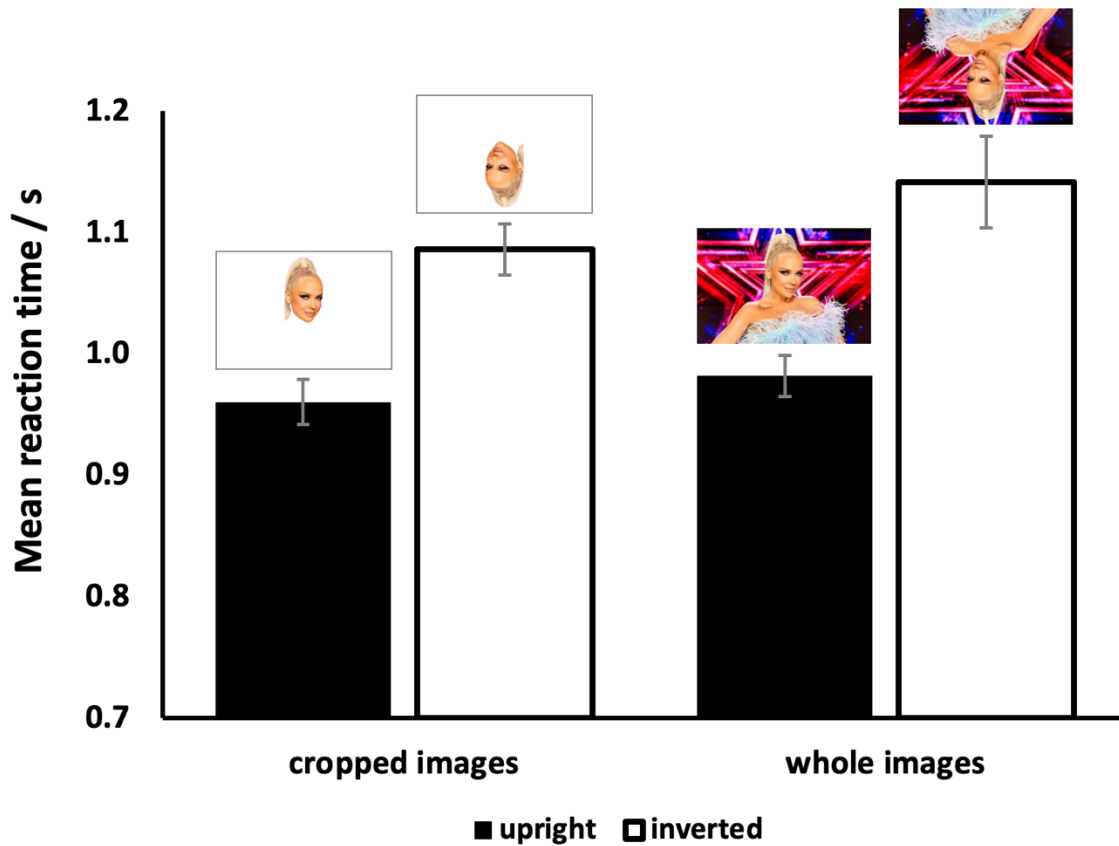 Mean reaction time / s
1.2
1.1
1.0
0.9
0.8
0.7
cropped images
whole images
upright
inverted